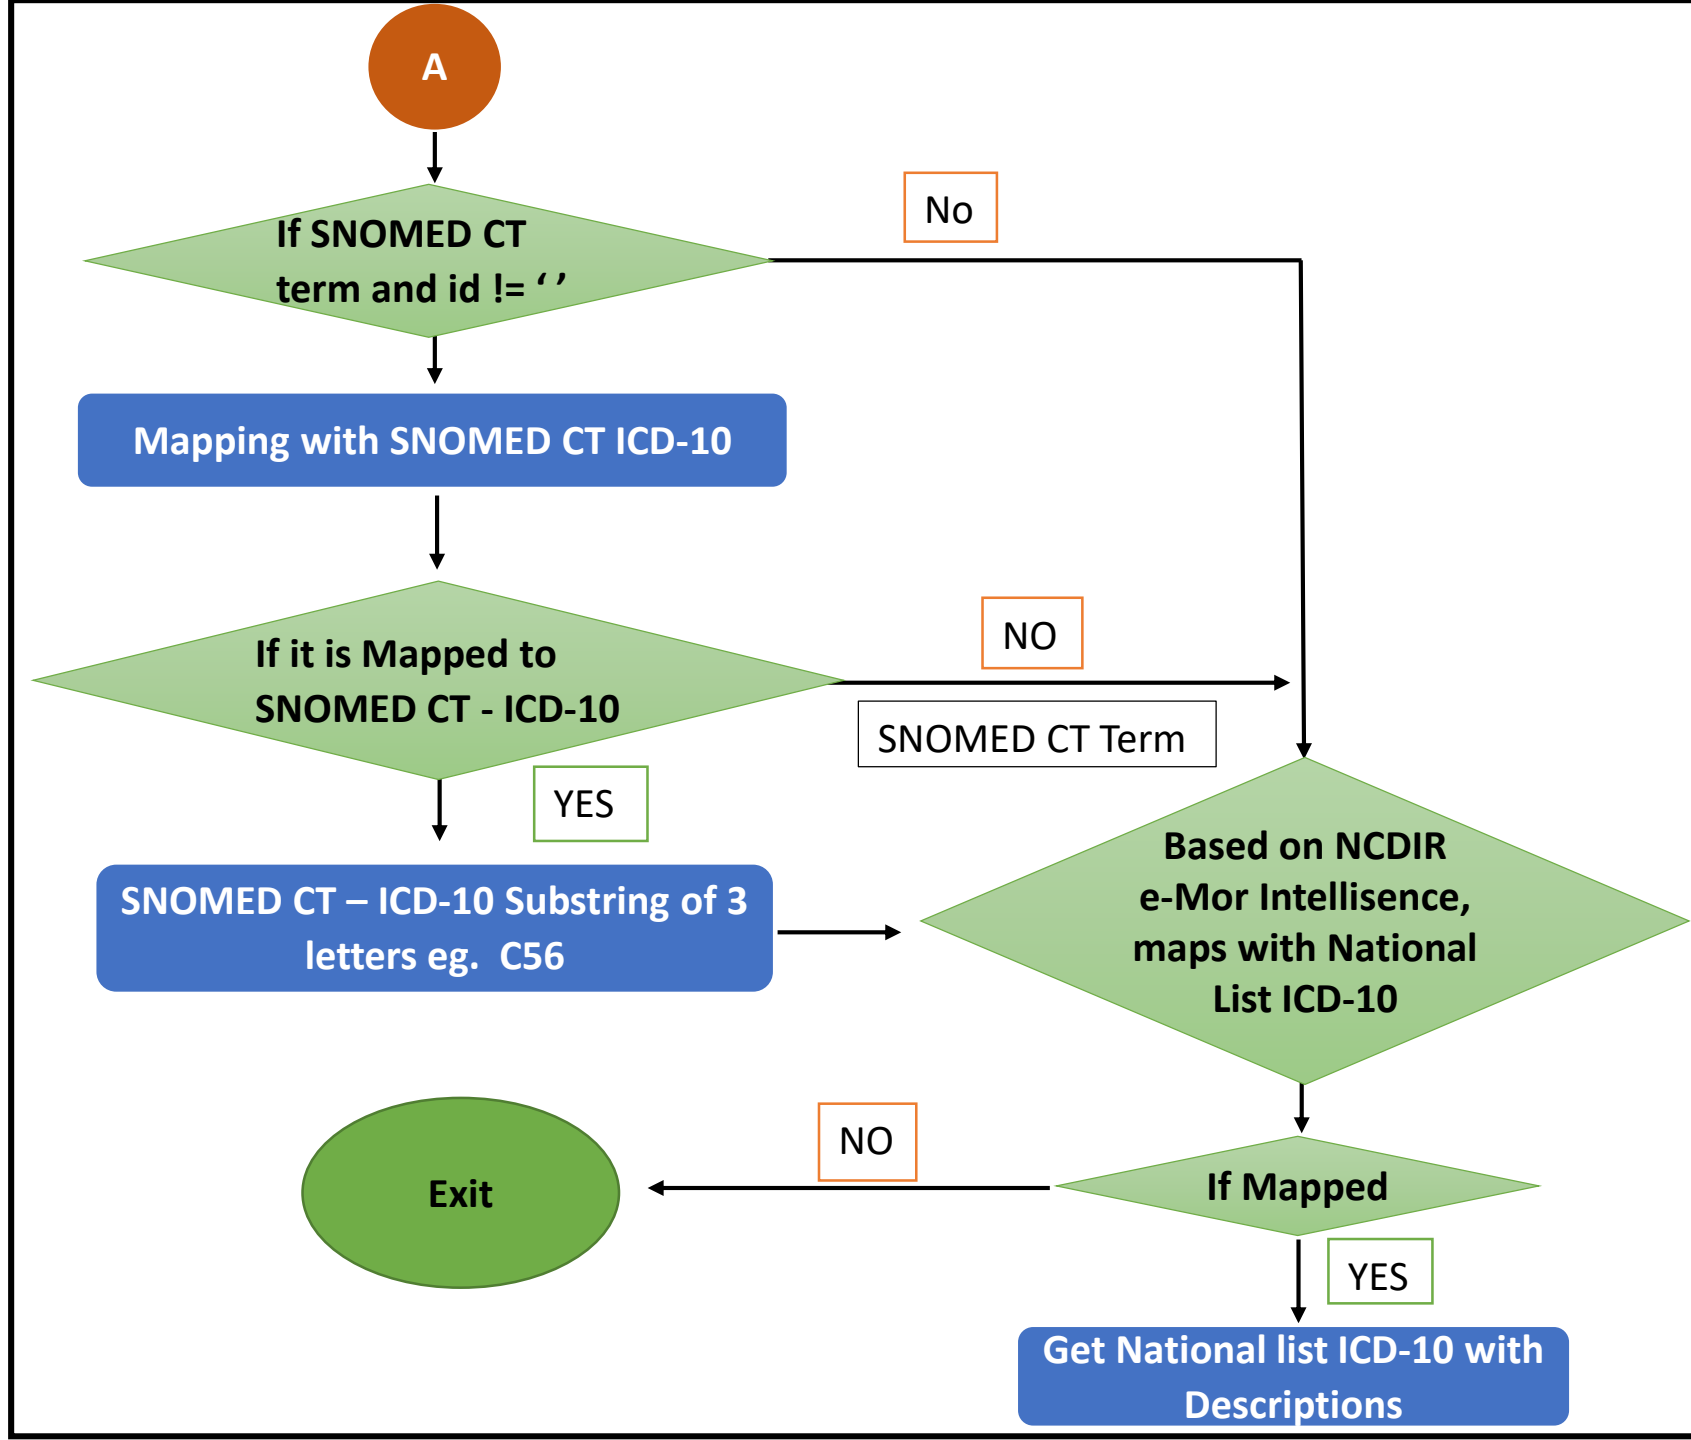 A
If SNOMED CT
term and id != ‘ ’
No
Mapping with SNOMED CT ICD-10
If it is Mapped to
SNOMED CT - ICD-10
NO
SNOMED CT Term
YES
SNOMED CT – ICD-10 Substring of 3
letters eg. C56
Based on NCDIR
e-Mor Intellisence,
maps with National
List ICD-10
If Mapped
NO
Exit
YES
Get National list ICD-10 with
Descriptions